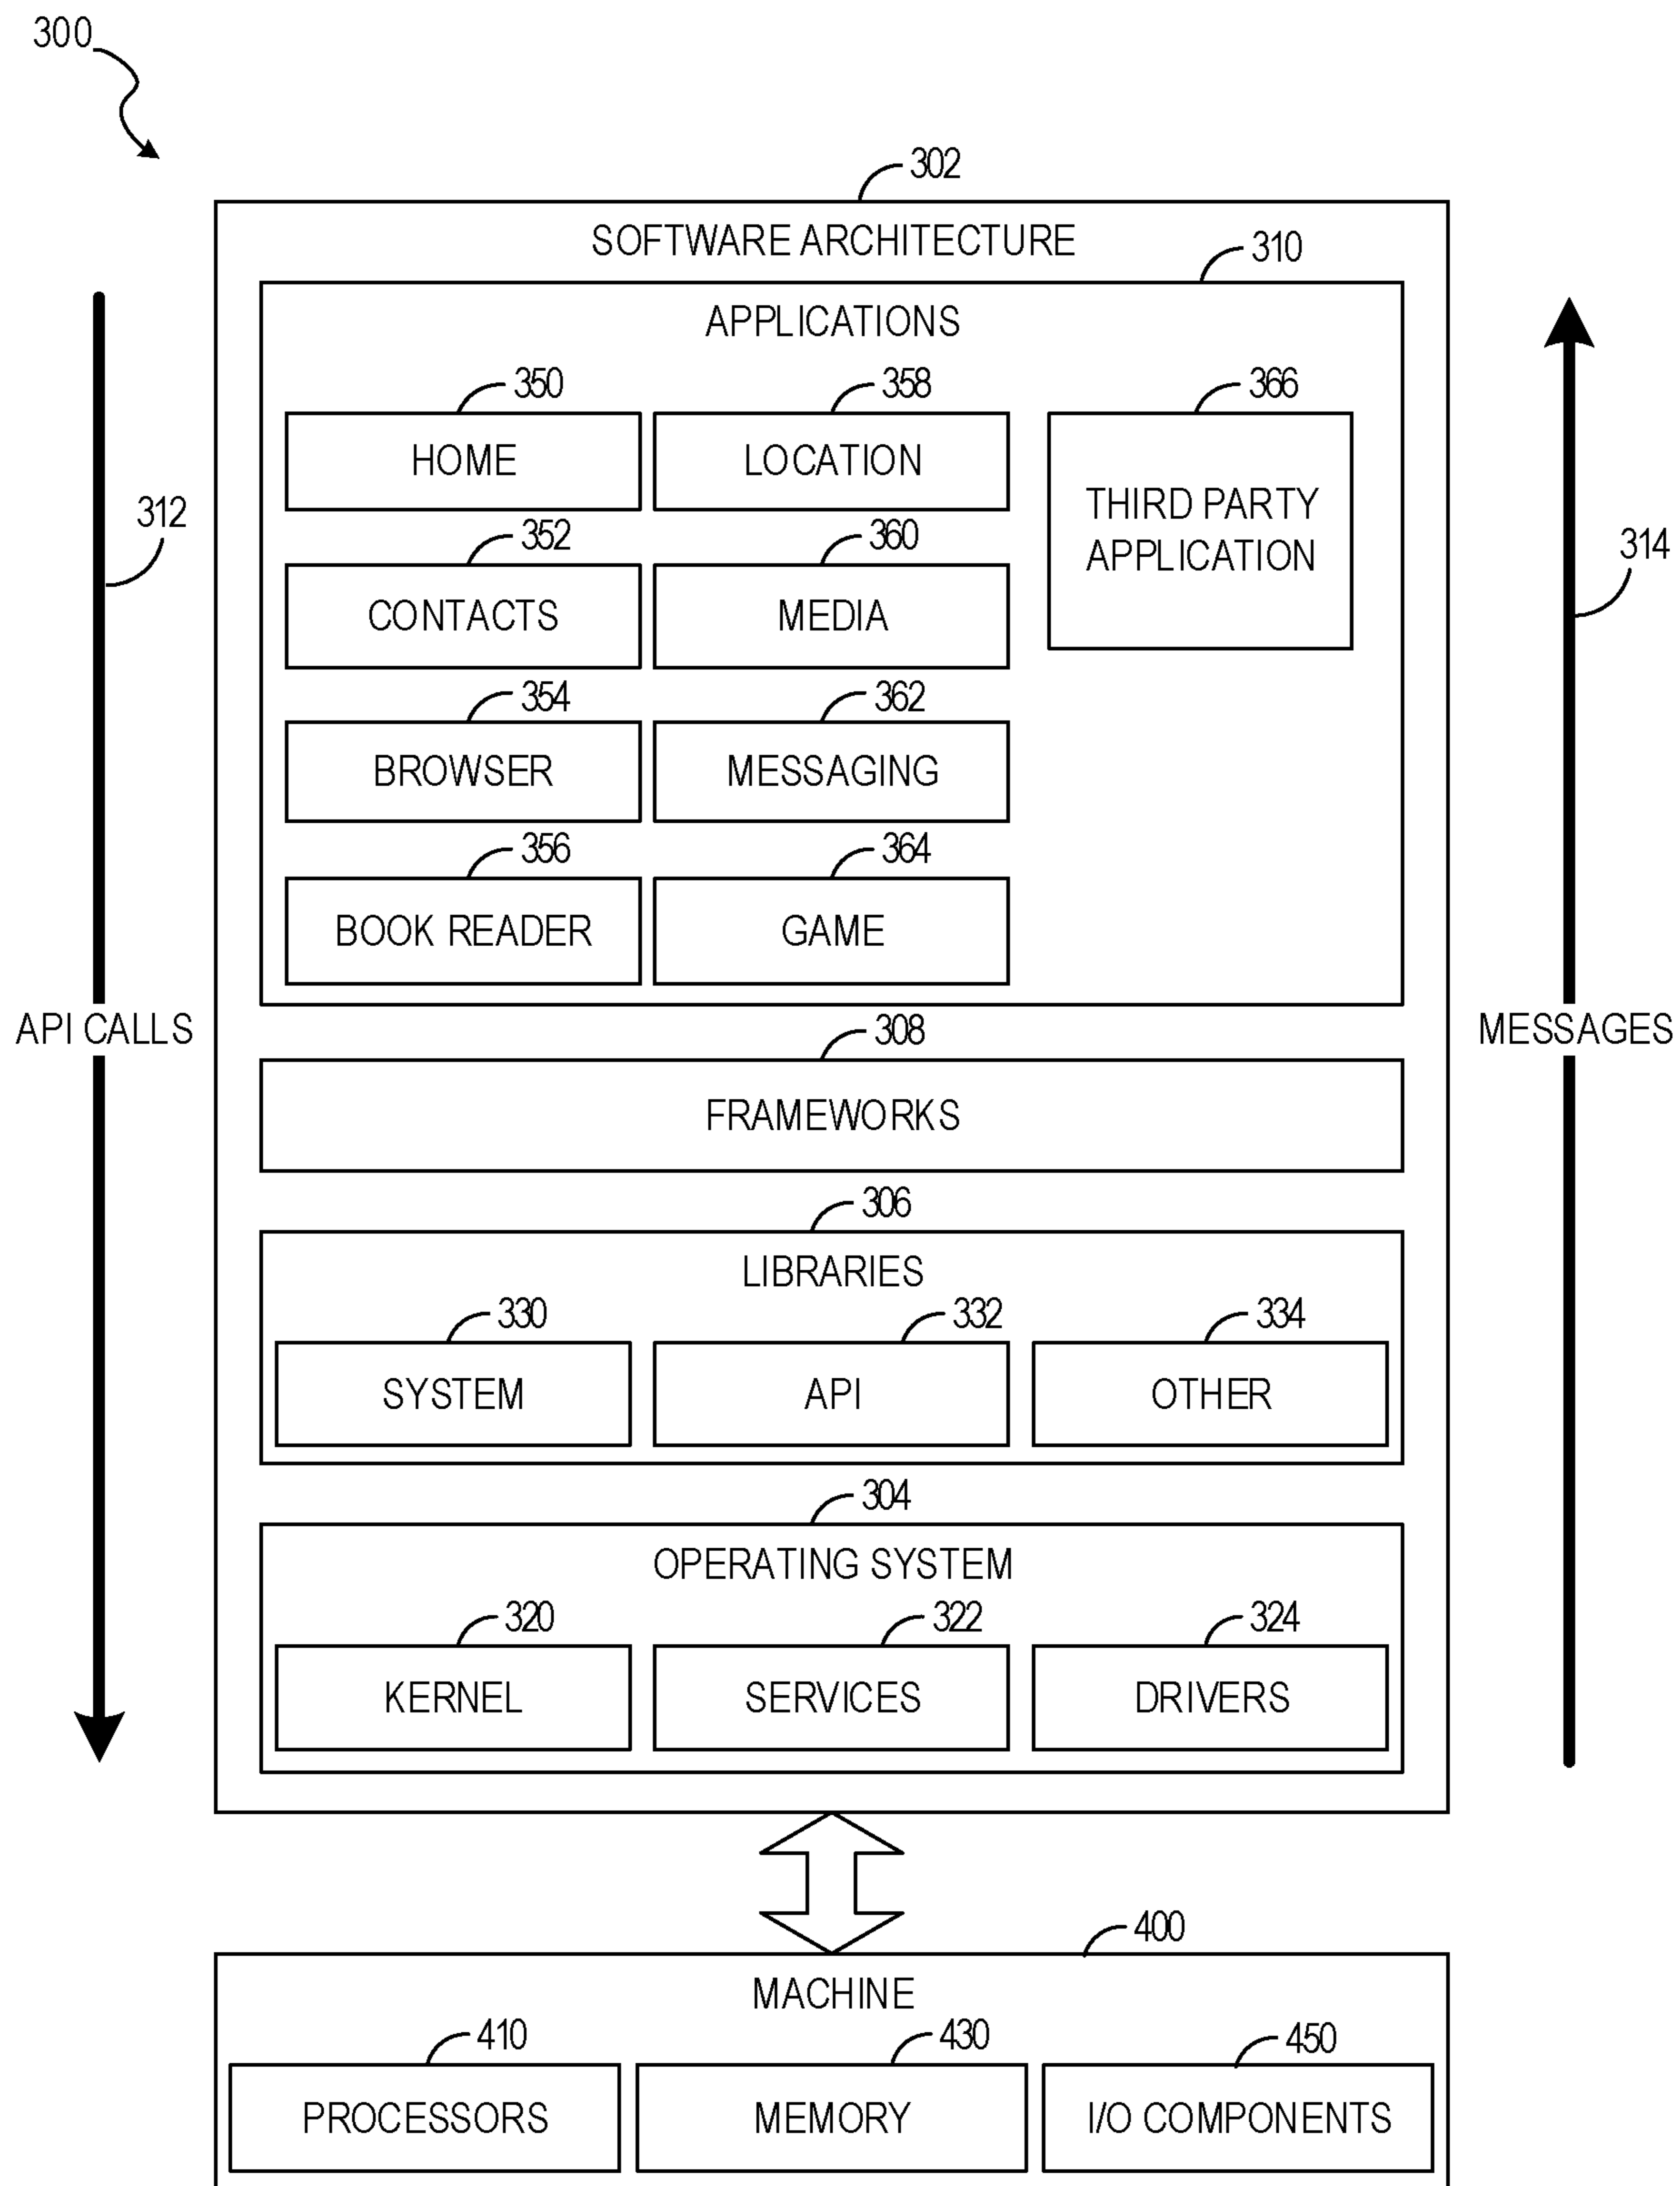 300
302
SOFTWARE ARCHITECTURE
310
APPLICATIONS
350
358
366
HOME
LOCATION
THIRD PARTY
APPLICATION
312
352
360
314
CONTACTS
MEDIA
354
362
BROWSER
MESSAGING
356
364
BOOK READER
GAME
API CALLS
MESSAGES
308
FRAMEWORKS
306
LIBRARIES
330
332
334
SYSTEM
API
OTHER
304
OPERATING SYSTEM
320
322
324
KERNEL
SERVICES
DRIVERS
400
MACHINE
410
430
450
PROCESSORS
MEMORY
I/O COMPONENTS